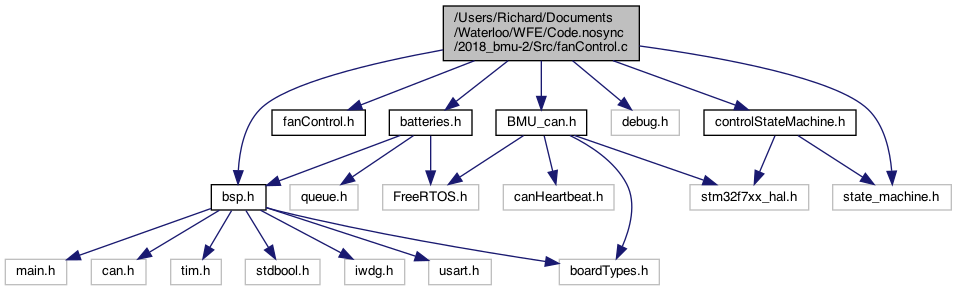 /Users/Richard/Documents
/Waterloo/WFE/Code.nosync
/2018_bmu-2/Src/fanControl.c
fanControl.h
batteries.h
BMU_can.h
debug.h
controlStateMachine.h
bsp.h
queue.h
FreeRTOS.h
canHeartbeat.h
stm32f7xx_hal.h
state_machine.h
main.h
can.h
tim.h
stdbool.h
iwdg.h
usart.h
boardTypes.h